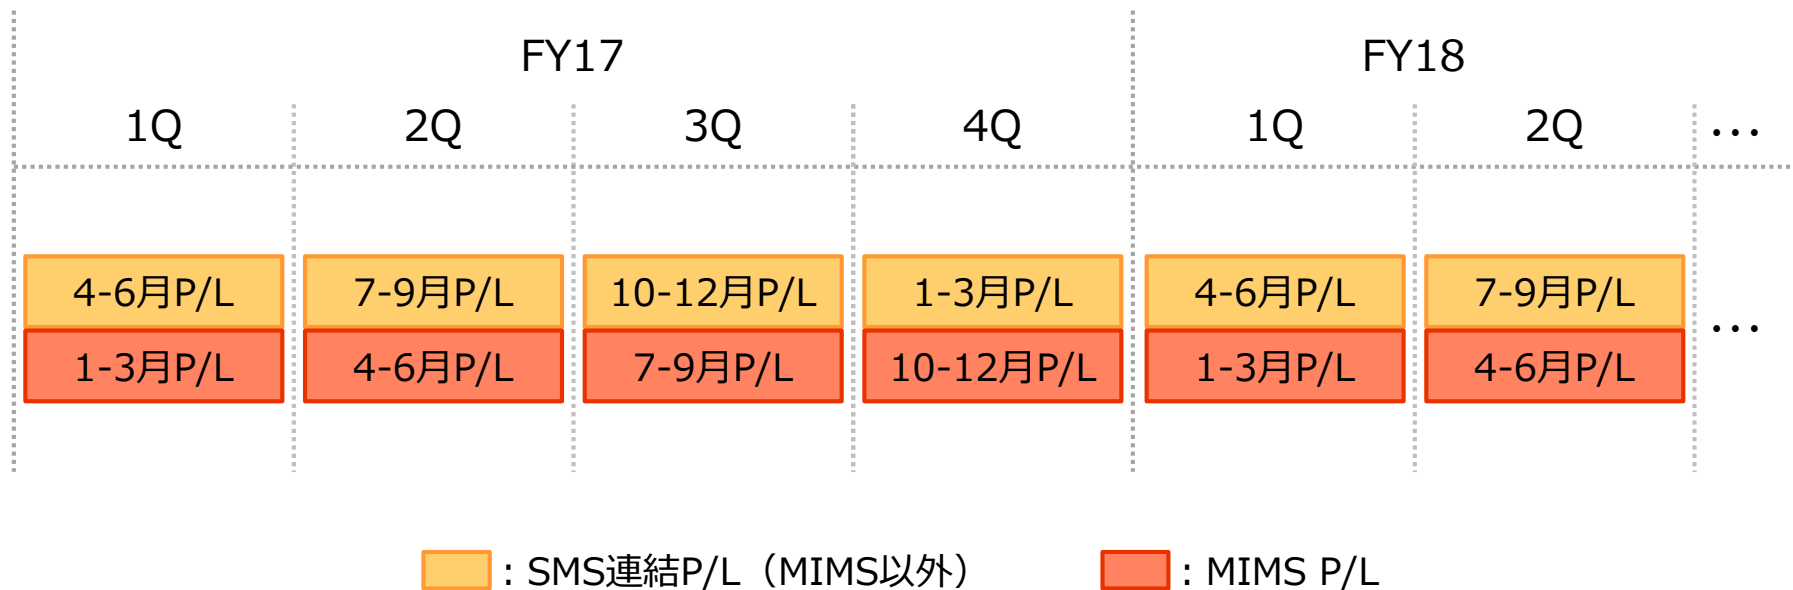 FY17 FY18
1Q 2Q 3Q 4Q 1Q 2Q …
4-6月P/L 7-9月P/L 10-12月P/L 1-3月P/L 4-6月P/L 7-9月P/L
…
1-3月P/L 4-6月P/L 7-9月P/L 10-12月P/L 1-3月P/L 4-6月P/L
: SMS連結P/L（MIMS以外） : MIMS P/L